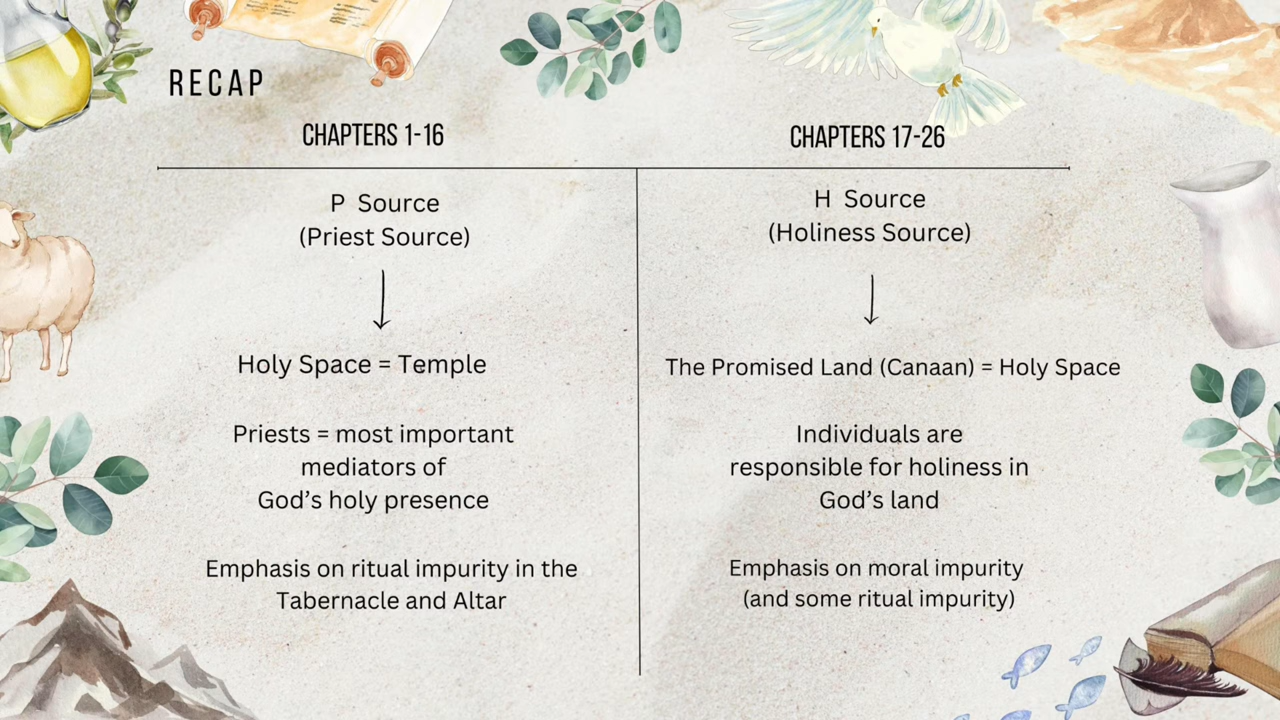 RECAP
CHAPTERS 1-16
P Source
(Priest Source)
Holy Space = Temple
Priests = most important
mediators of
God's holy presence
Emphasis on ritual impurity in the
Tabernacle and Altar
CHAPTERS 17-26
H Source
(Holiness Source)
The Promised Land (Canaan) = Holy Space
Individuals are
responsible for holiness in
God's land
Emphasis on moral impurity
(and some ritual impurity)